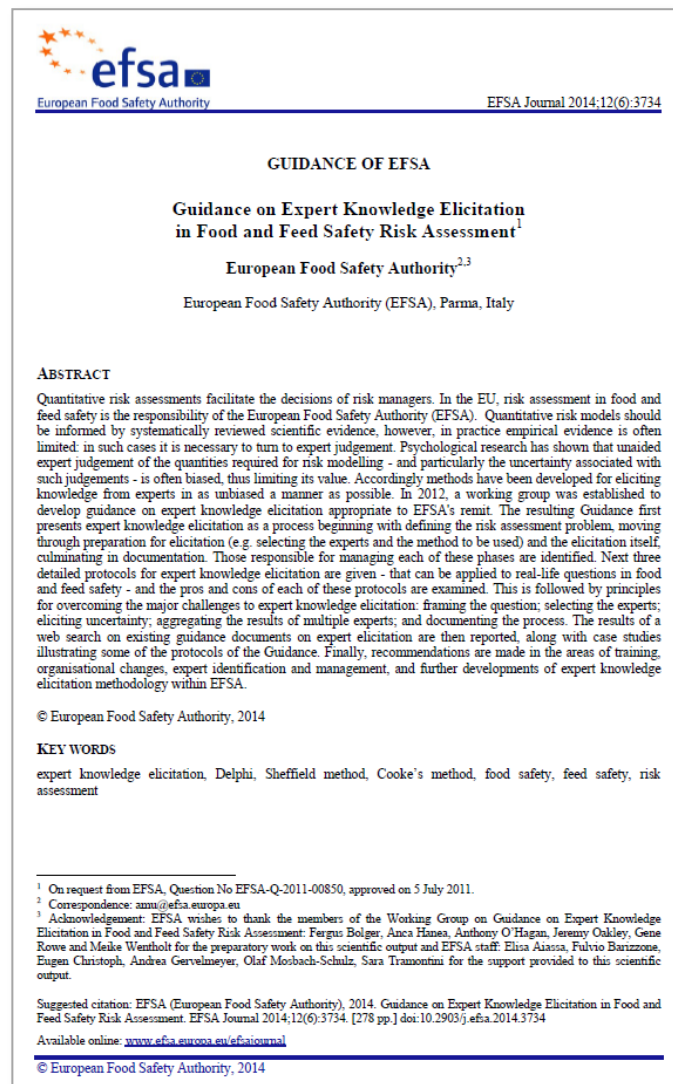 efsa
European Food Safety Authority
EFSA Journal 2014;12(6):3734
GUIDANCE OF EFSA
Guidance on Expert Knowledge Elicitation
in Food and Feed Safety Risk Assessment1
European Food Safety Authority2,3
European Food Safety Authority (EFSA), Parma, Italy
ABSTRACT
Quantitative risk assessments facilitate the decisions of risk managers. In the EU, risk assessment in food and
feed safety is the responsibility of the European Food Safety Authority (EFSA). Quantitative risk models should
be informed by systematically reviewed scientific evidence, however, in practice empirical evidence is often
limited: in such cases it is necessary to turn to expert judgement. Psychological research has shown that unaided
expert judgement of the quantities required for risk modelling - and particularly the uncertainty associated with
such judgements - is often biased, thus limiting its value. Accordingly methods have been developed for eliciting
knowledge from experts in as unbiased a manner as possible. In 2012, a working group was established to
develop guidance on expert knowledge elicitation appropriate to EFSA's remit. The resulting Guidance first
presents expert knowledge elicitation as a process beginning with defining the risk assessment problem, moving
through preparation for elicitation (e.g. selecting the experts and the method to be used) and the elicitation itself,
culminating in documentation. Those responsible for managing each of these phases are identified. Next three
detailed protocols for expert knowledge elicitation are given - that can be applied to real-life questions in food
and feed safety - and the pros and cons of each of these protocols are examined. This is followed by principles
for overcoming the major challenges to expert knowledge elicitation: framing the question; selecting the experts;
eliciting uncertainty; aggregating the results of multiple experts; and documenting the process. The results of a
web search on existing guidance documents on expert elicitation are then reported, along with case studies
illustrating some of the protocols of the Guidance. Finally, recommendations are made in the areas of training,
organisational changes, expert identification and management, and further developments of expert knowledge
elicitation methodology within EFSA.
© European Food Safety Authority, 2014
KEY WORDS
expert knowledge elicitation, Delphi, Sheffield method, Cooke's method, food safety, feed safety, risk
assessment
1 On request from EFSA, Question No EFSA-Q-2011-00850, approved on 5 July 2011.
2 Correspondence: amu@efsa.europa.eu
3 Acknowledgement: EFSA wishes to thank the members of the Working Group on Guidance on Expert Knowledge
Elicitation in Food and Feed Safety Risk Assessment: Fergus Bolger, Anca Hanea, Anthony O'Hagan, Jeremy Oakley, Gene
Rowe and Meike Wentholt for the preparatory work on this scientific output and EFSA staff: Elisa Aiassa, Fulvio Barizzone,
Eugen Christoph, Andrea Gervelmeyer, Olaf Mosbach-Schulz, Sara Tramontini for the support provided to this scientific
output.
Suggested citation: EFSA (European Food Safety Authority), 2014. Guidance on Expert Knowledge Elicitation in Food and
Feed Safety Risk Assessment. EFSA Journal 2014;12(6):3734. [278 pp.] doi:10.2903/j.efsa.2014.3734
Available online: www.efsa.europa.eu/efsajournal
© European Food Safety Authority, 2014